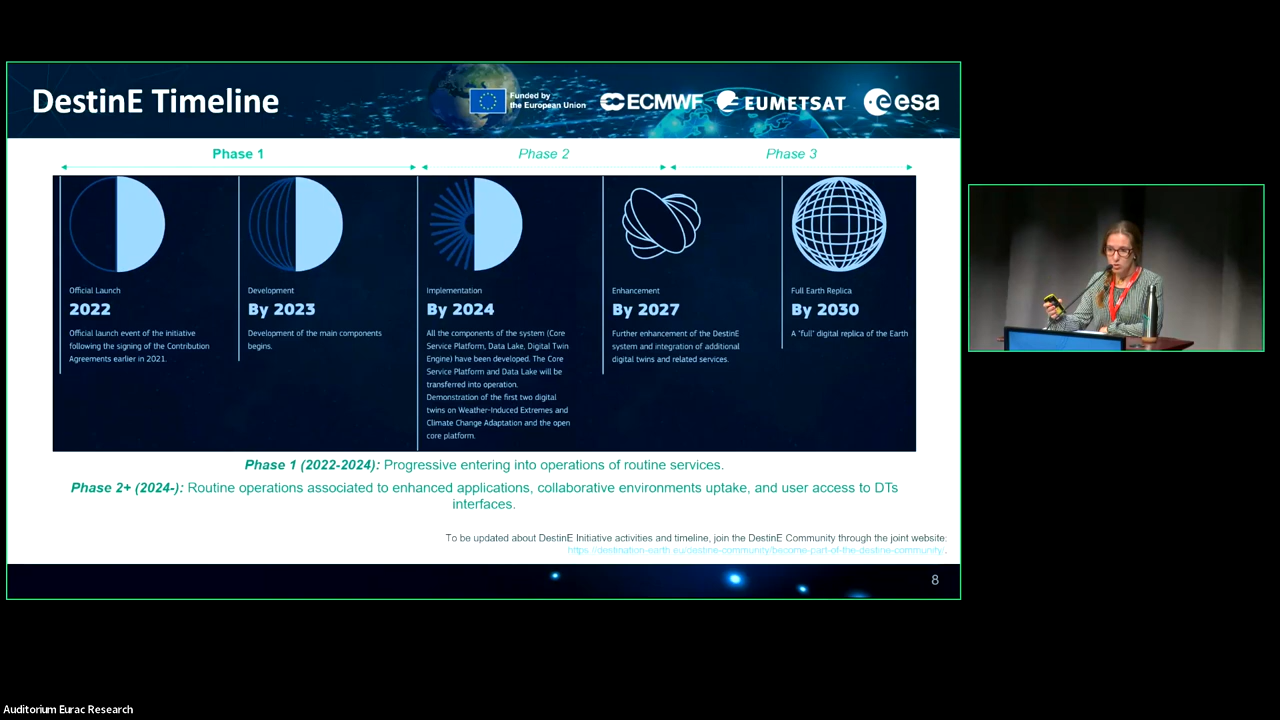 DestinE Timeline
Funded by
the European Union
ECMWF
EUMETSAT
esa
Phase 1
Phase 2
Phase 3
Official Launch
2022
Official launch event of the initiative
following the signing of the Contribution
Agreements earlier in 2021.
Development
By 2023
Development of the main components
begins.
Implementation
By 2024
All the components of the system (Core
Service Platform, Data Lake, Digital Twin
Engine) have been developed. The Core
Service Platform and Data Lake will be
transferred into operation.
Demonstration of the first two digital
twins on Weather-Induced Extremes and
Climate Change Adaptation and the open
core platform.
Enhancement
By 2027
Further enhancement of the DestinE
system and integration of additional
digital twins and related services.
Full Earth Replica
By 2030
A "full" digital replica of the Earth
Phase 1 (2022-2024): Progressive entering into operations of routine services.
Phase 2+ (2024-): Routine operations associated to enhanced applications, collaborative environments uptake, and user access to DTs
interfaces.
To be updated about DestinE Initiative activities and timeline, join the DestinE Community through the joint website:
https://destination-earth.eu/destine-community/become-part-of-the-destine-community/.
8
Auditorium Eurac Research